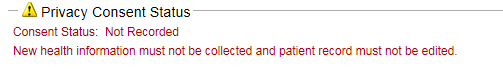 Privacy Consent Status
Consent Status:  Not Recorded
New health information must not be collected and patient record must not be edited.